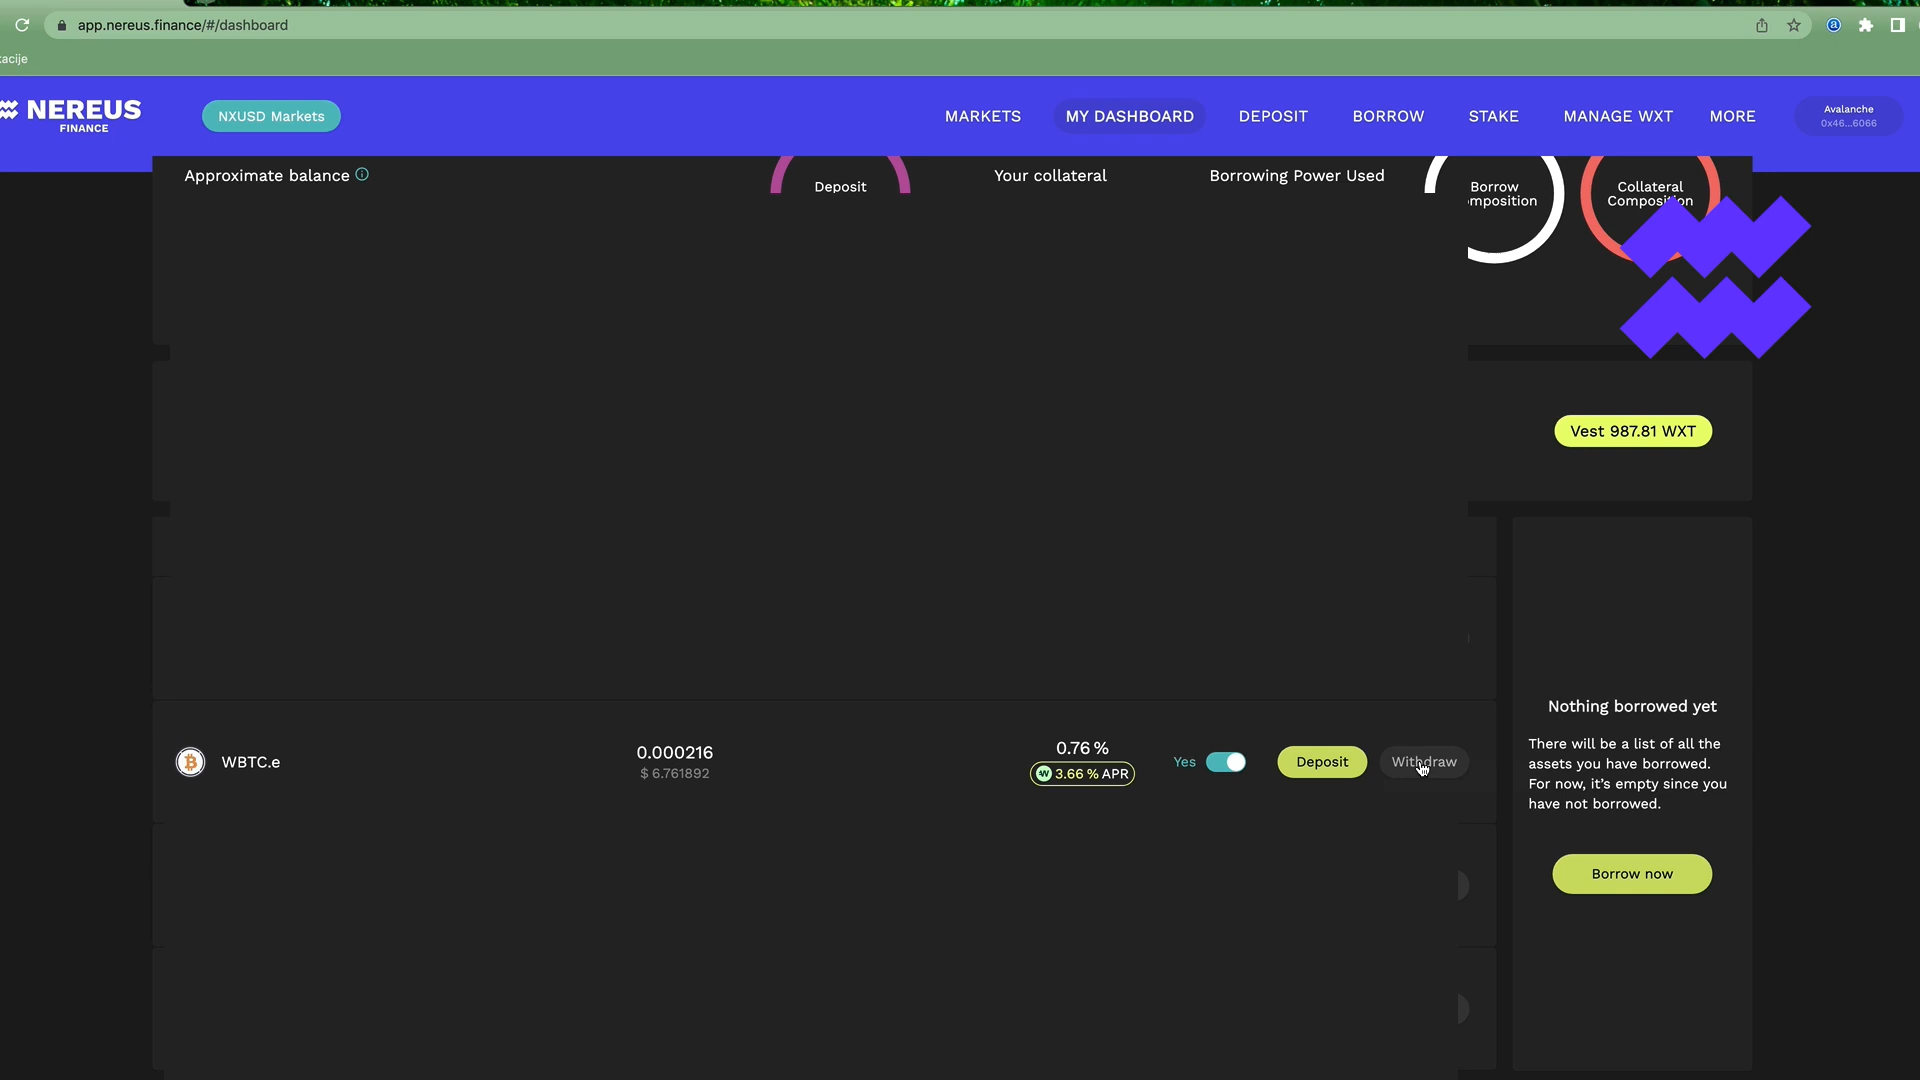 app.nereus.finance/#/dashboard
NEREUS
FINANCE
NXUSD Markets
MARKETS
MY DASHBOARD
DEPOSIT
BORROW
STAKE
MANAGE WXT
MORE
Avalanche
0x46...6066
Approximate balance
Deposit
Your collateral
Borrowing Power Used
Borrow
Collateral
Composition
Vest 987.81 WXT
WBTC.e
0.000216
$ 6.761892
0.76 %
3.66 % APR
Yes
Deposit
Withdraw
Nothing borrowed yet
There will be a list of all the
assets you have borrowed.
For now, it's empty since you
have not borrowed.
Borrow now